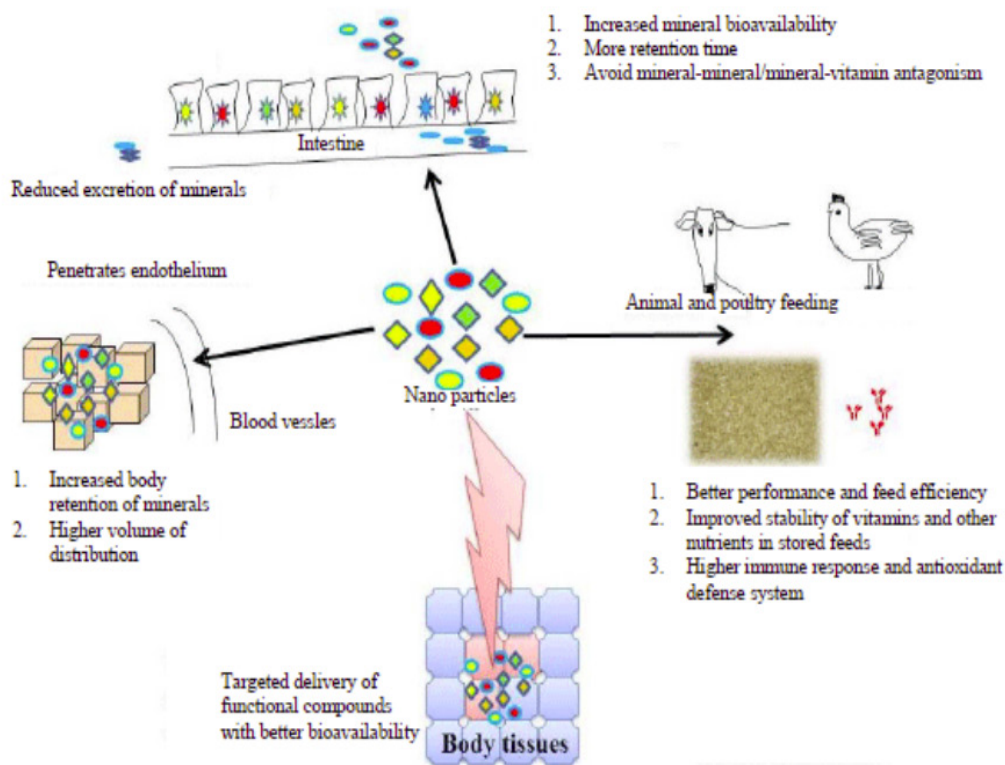 1. Increased mineral bioavailability
2. More retention time
3. Avoid mineral-mineral/mineral-vitamin antagonism
Intestine
Reduced excretion of minerals
Penetrates endothelium
Animal and poultry feeding
Nano particles
Blood vessles
1. Increased body
retention of minerals
2. Higher volume of
distribution
1. Better performance and feed efficiency
2. Improved stability of vitamins and other
nutrients in stored feeds
3. Higher immune response and antioxidant
defense system
Targeted delivery of
functional compounds
with better bioavailability
Body tissues